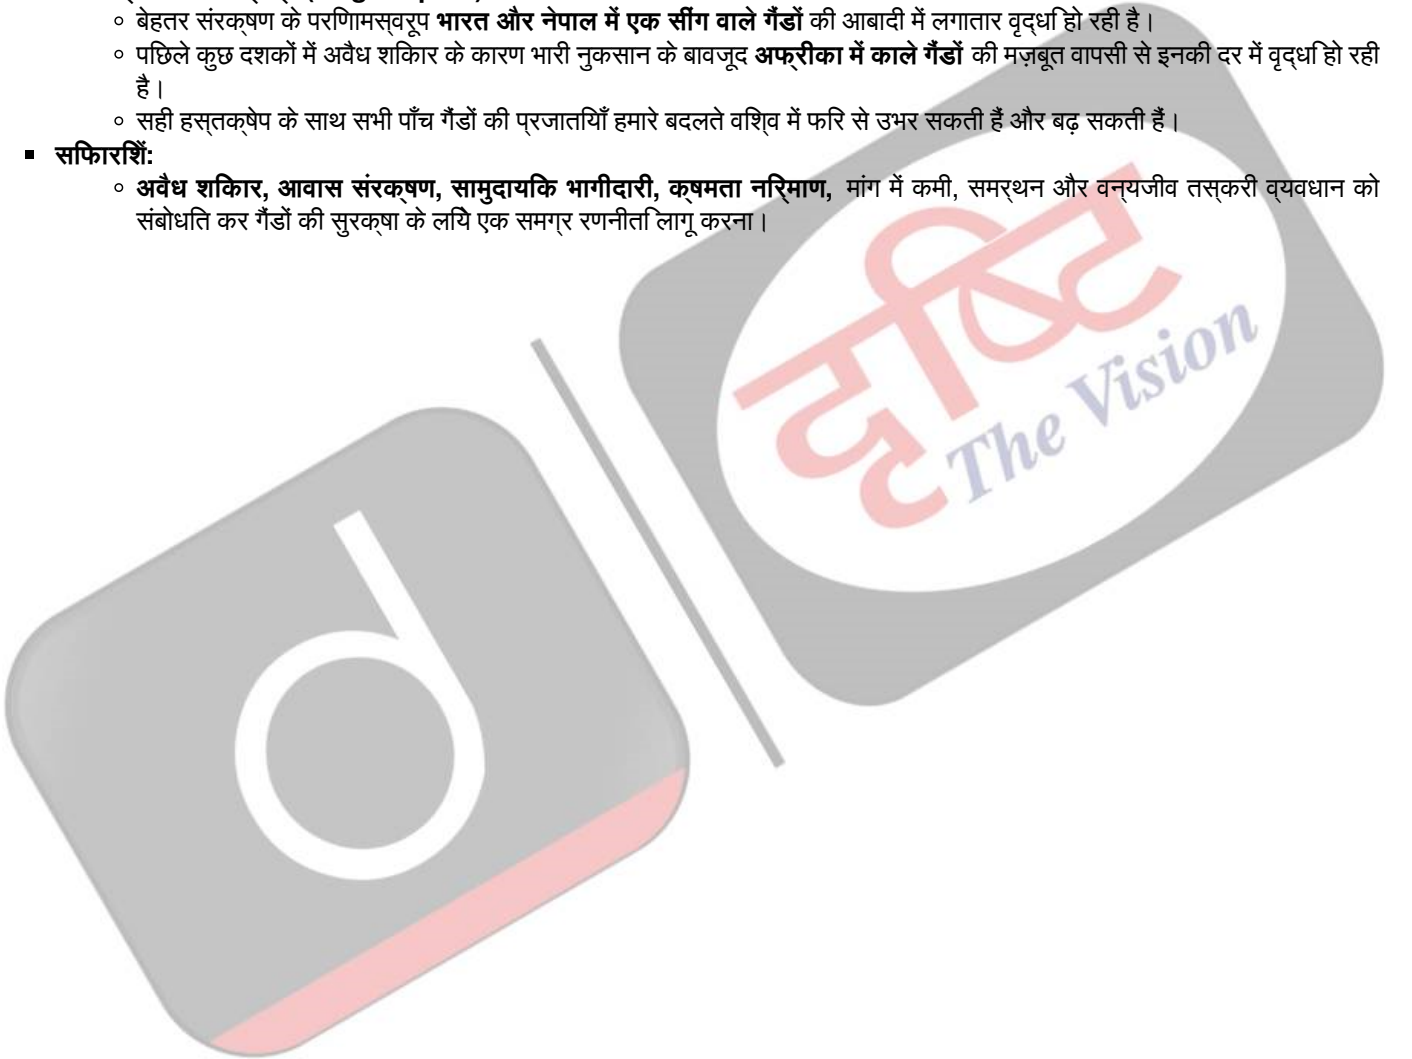 बेहतर संरक्षण के परिणामस्वरूप भारत और नेपाल में एक सींग वाले गैंडों की आबादी में लगातार वृद्धि हो रही है।
पिछले कुछ दशकों में अवैध शिकार के कारण भारी नुकसान के बावजूद अफ्रीका में काले गैंडों की मज़बूत वापसी से इनकी दर में वृद्धि हो रही
है।
सही हस्तक्षेप के साथ सभी पाँच गैंडों की प्रजातियाँ हमारे बदलते विश्व में फिर से उभर सकती हैं और बढ़ सकती हैं।
सिफारिशें:
अवैध शिकार, आवास संरक्षण, सामुदायिक भागीदारी, क्षमता निर्माण, मांग में कमी, समर्थन और वन्यजीव तस्करी व्यवधान को
संबोधित कर गैंडों की सुरक्षा के लिये एक समग्र रणनीति लागू करना।
दृष्टि
The Vision
d